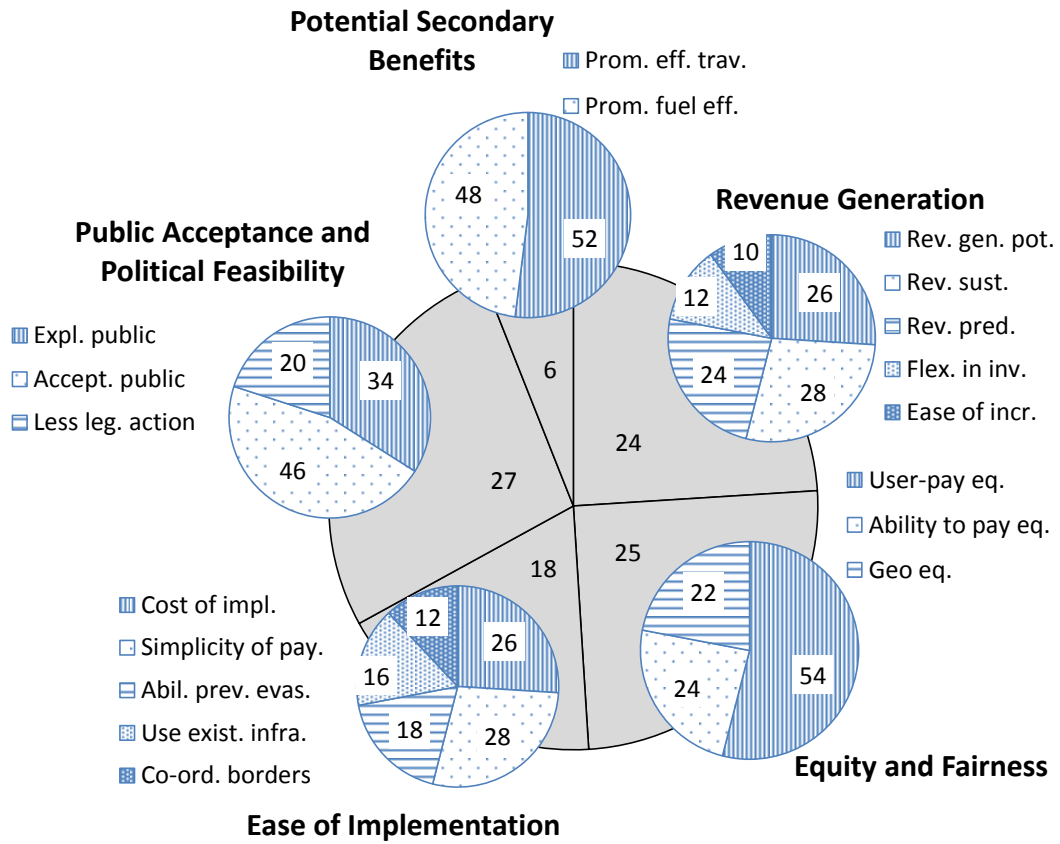 Potential Secondary
Benefits
Prom. eff. trav.
Prom. fuel eff.
48
52
Revenue Generation
Rev. gen. pot.
Rev. sust.
Rev. pred.
Flex. in inv.
Ease of incr.
10
12
26
24
28
Public Acceptance and
Political Feasibility
Expl. public
Accept. public
Less leg. action
20
34
46
6
24
27
25
18
User-pay eq.
Ability to pay eq.
Geo eq.
22
24
54
Equity and Fairness
Cost of impl.
Simplicity of pay.
Abil. prev. evas.
Use exist. infra.
Co-ord. borders
12
26
16
18
28
Ease of Implementation